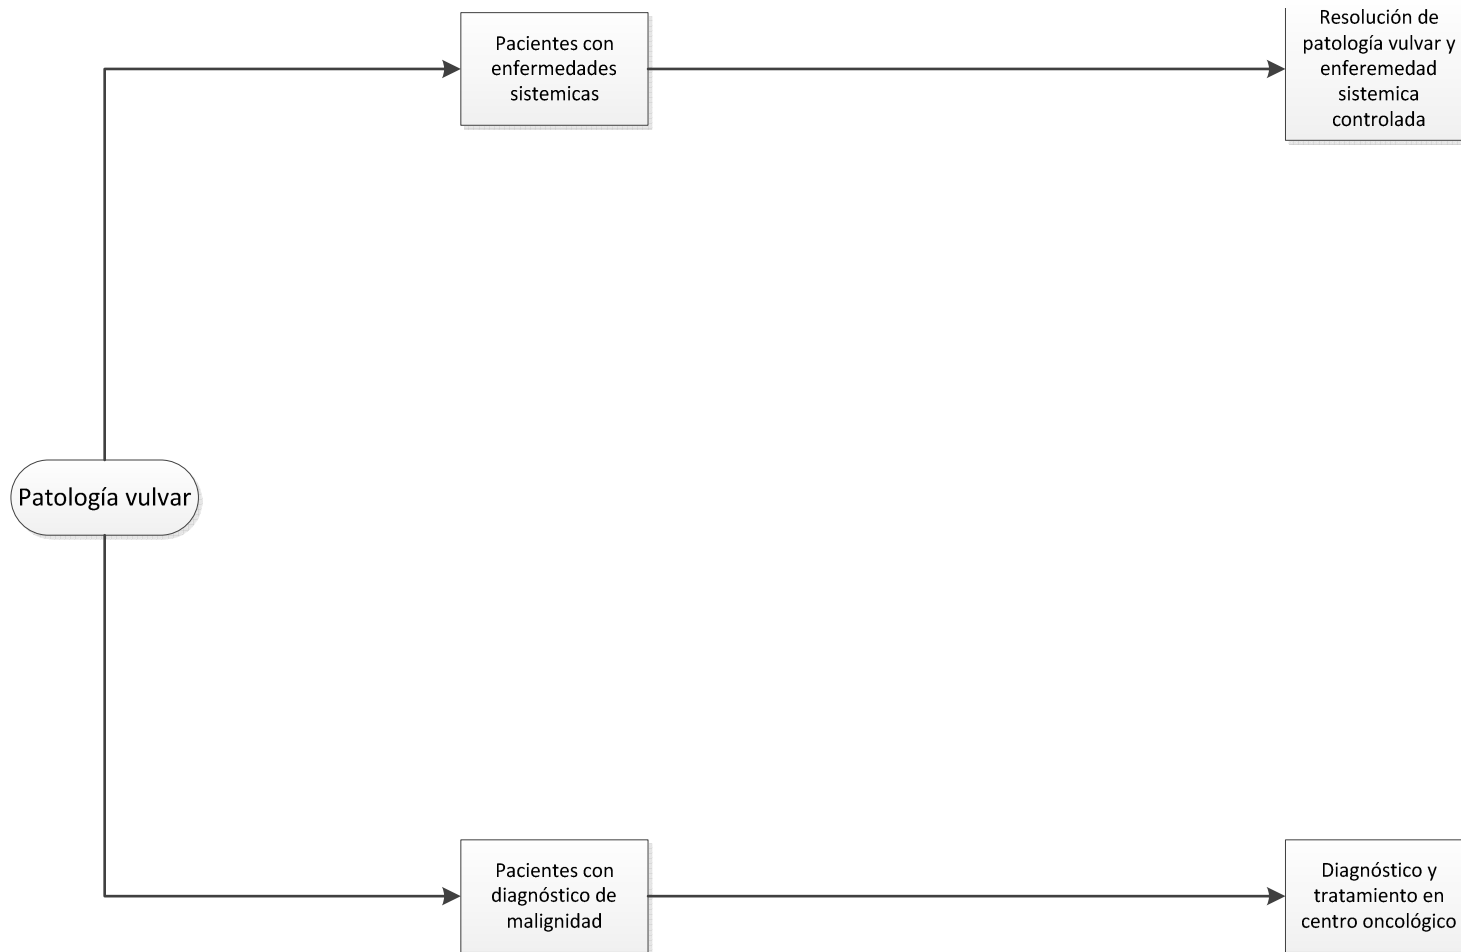 Pacientes con
enfermedades
sistemicas
Resolución de
patología vulvar y
enferemedad
sistemica
controlada
Patología vulvar
Pacientes con
diagnóstico de
malignidad
Diagnóstico y
tratamiento en
centro oncológico